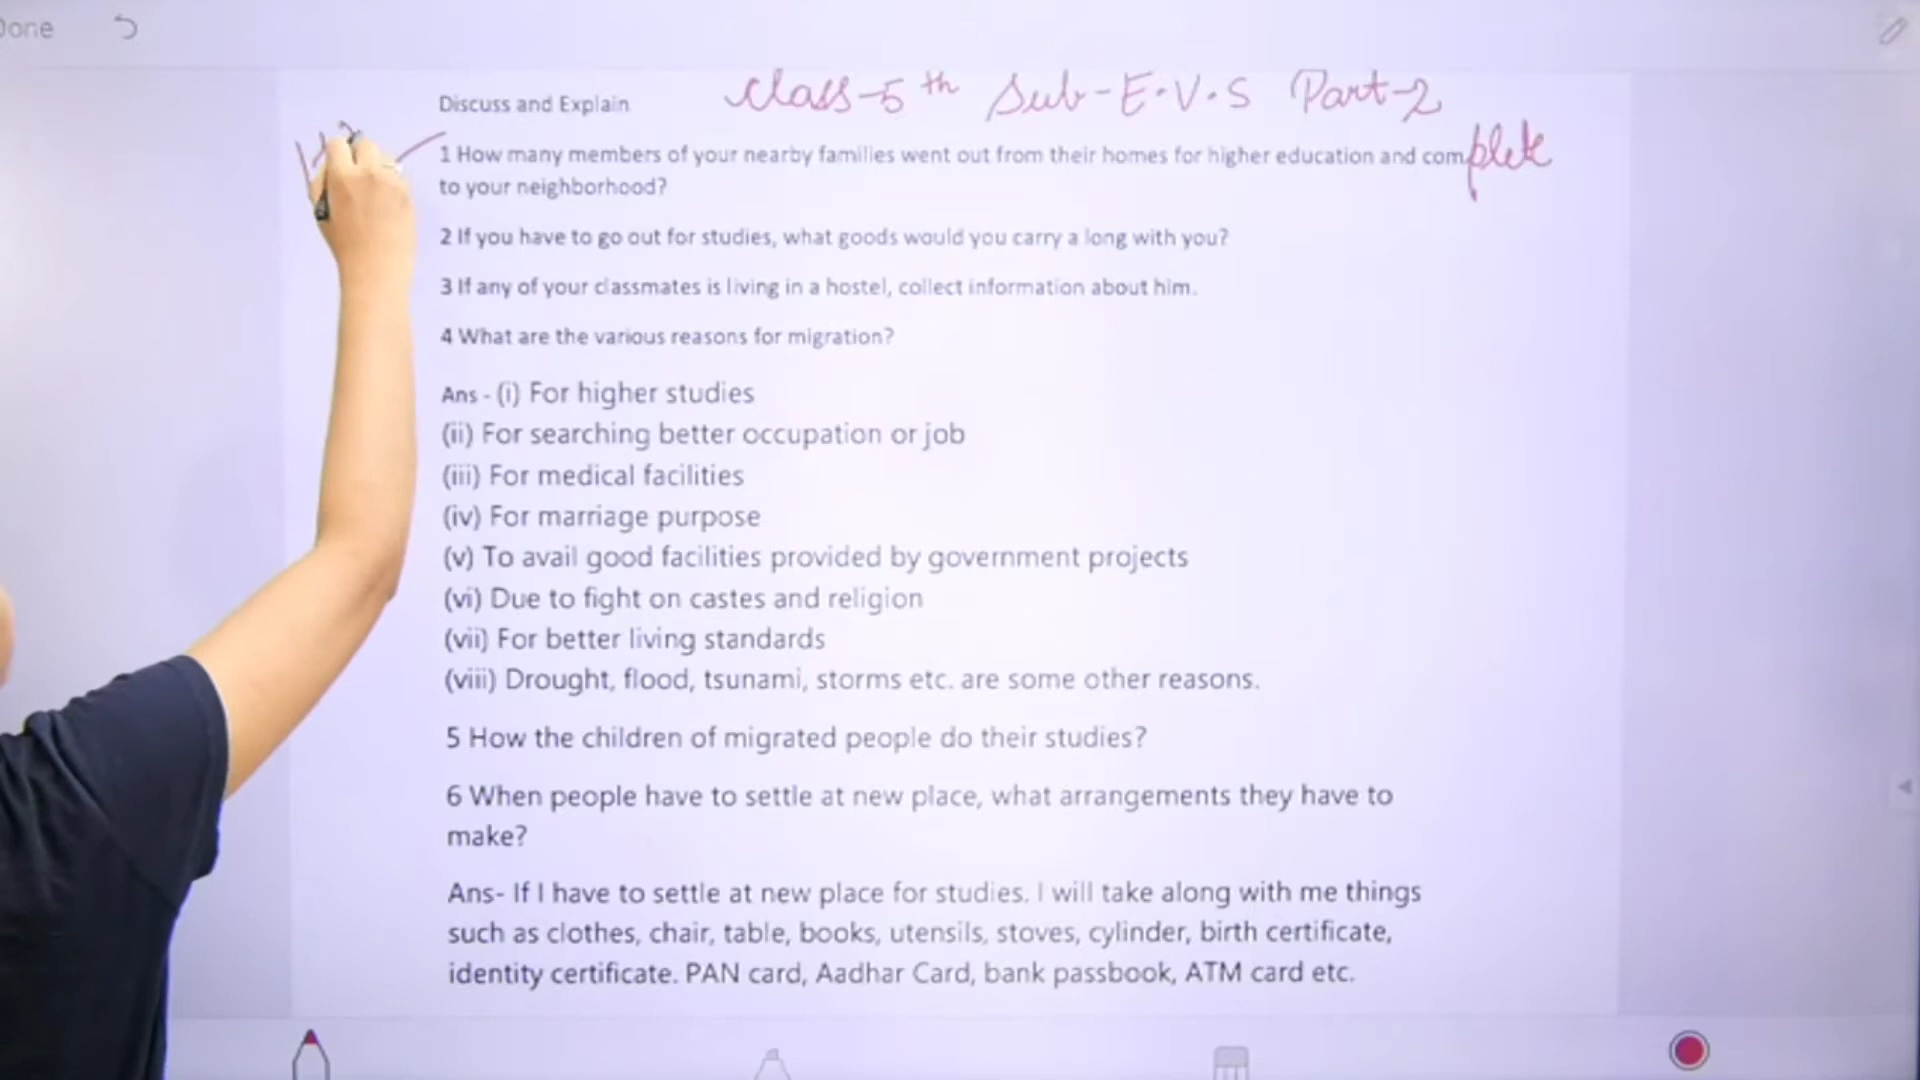 Done
Class-5th Sub-E.V.S Part-2
Discuss and Explain
1 How many members of your nearby families went out from their homes for higher education and complete
to your neighborhood?
2 If you have to go out for studies, what goods would you carry a long with you?
3 If any of your classmates is living in a hostel, collect information about him.
4 What are the various reasons for migration?
Ans - (i) For higher studies
(ii) For searching better occupation or job
(iii) For medical facilities
(iv) For marriage purpose
(v) To avail good facilities provided by government projects
(vi) Due to fight on castes and religion
(vii) For better living standards
(viii) Drought, flood, tsunami, storms etc. are some other reasons.
5 How the children of migrated people do their studies?
6 When people have to settle at new place, what arrangements they have to
make?
Ans- If I have to settle at new place for studies. I will take along with me things
such as clothes, chair, table, books, utensils, stoves, cylinder, birth certificate,
identity certificate. PAN card, Aadhar Card, bank passbook, ATM card etc.